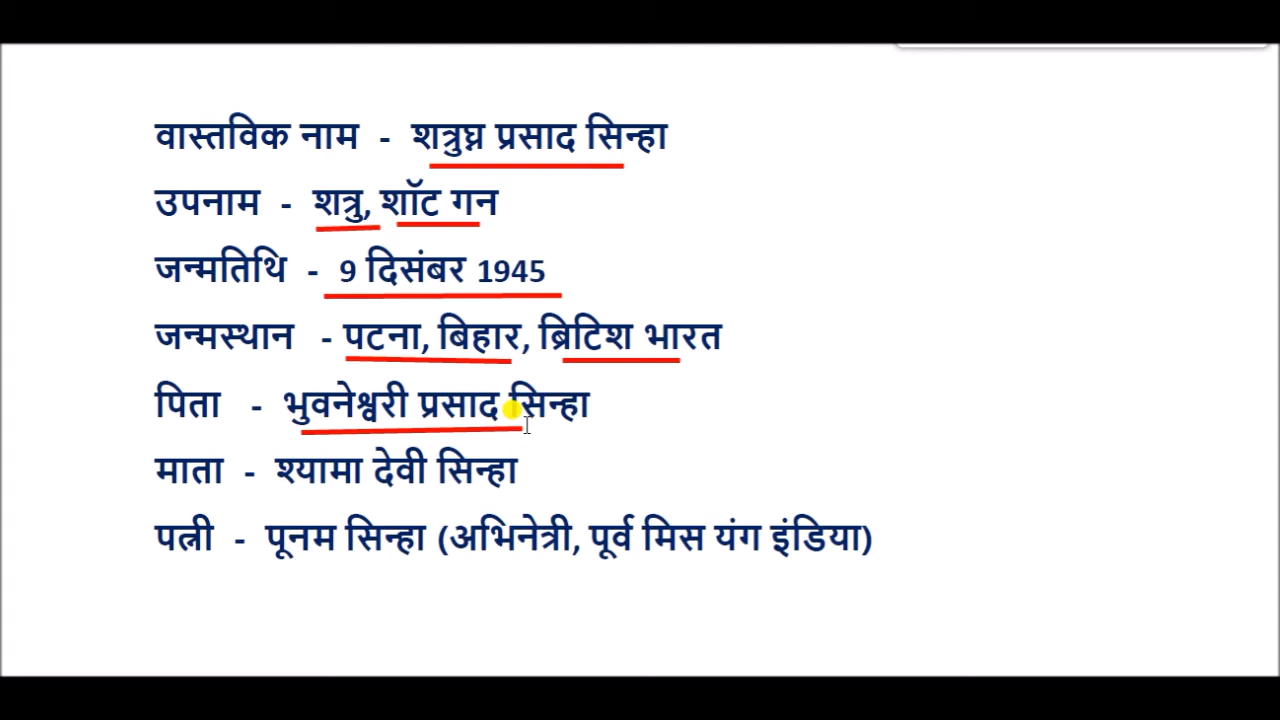 वास्तविक नाम - शत्रुघ्न प्रसाद सिन्हा
उपनाम - शत्रु, शॉट गन
जन्मतिथि - 9 दिसंबर 1945
जन्मस्थान - पटना, बिहार, ब्रिटिश भारत
पिता - भुवनेश्वरी प्रसाद सिन्हा
माता - श्यामा देवी सिन्हा
पत्नी - पूनम सिन्हा (अभिनेत्री, पूर्व मिस यंग इंडिया)